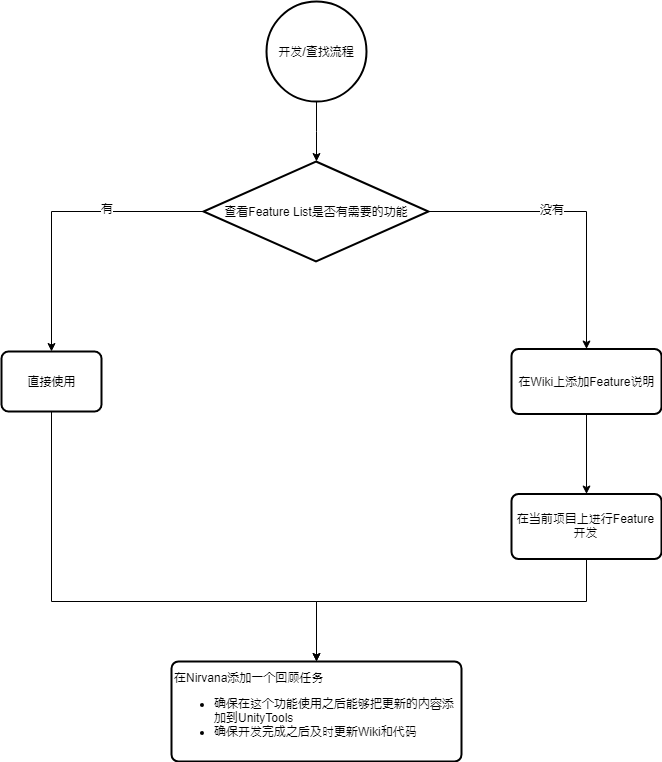 开发/查找流程
查看Feature List是否有需要的功能
有
没有
直接使用
在Wiki上添加Feature说明
在当前项目上进行Feature
开发
在Nirvana添加一个回顾任务
确保在这个功能使用之后能够把更新的内容添
加到UnityTools
确保开发完成之后及时更新Wiki和代码